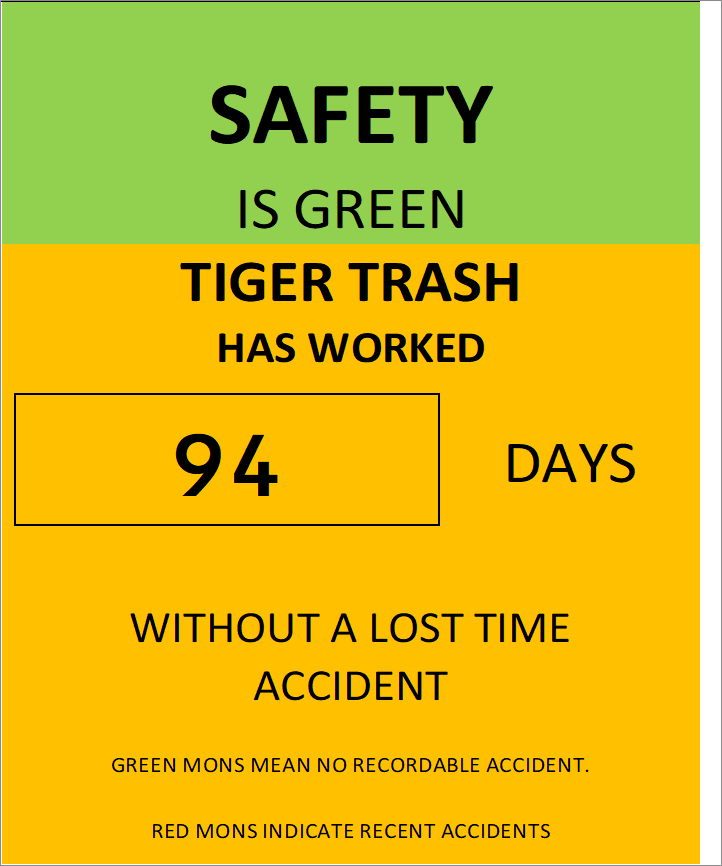 SAFETY
IS GREEN
TIGER TRASH
HAS WORKED
94 DAYS
WITHOUT A LOST TIME
ACCIDENT
GREEN MONS MEAN NO RECORDABLE ACCIDENT.
RED MONS INDICATE RECENT ACCIDENTS